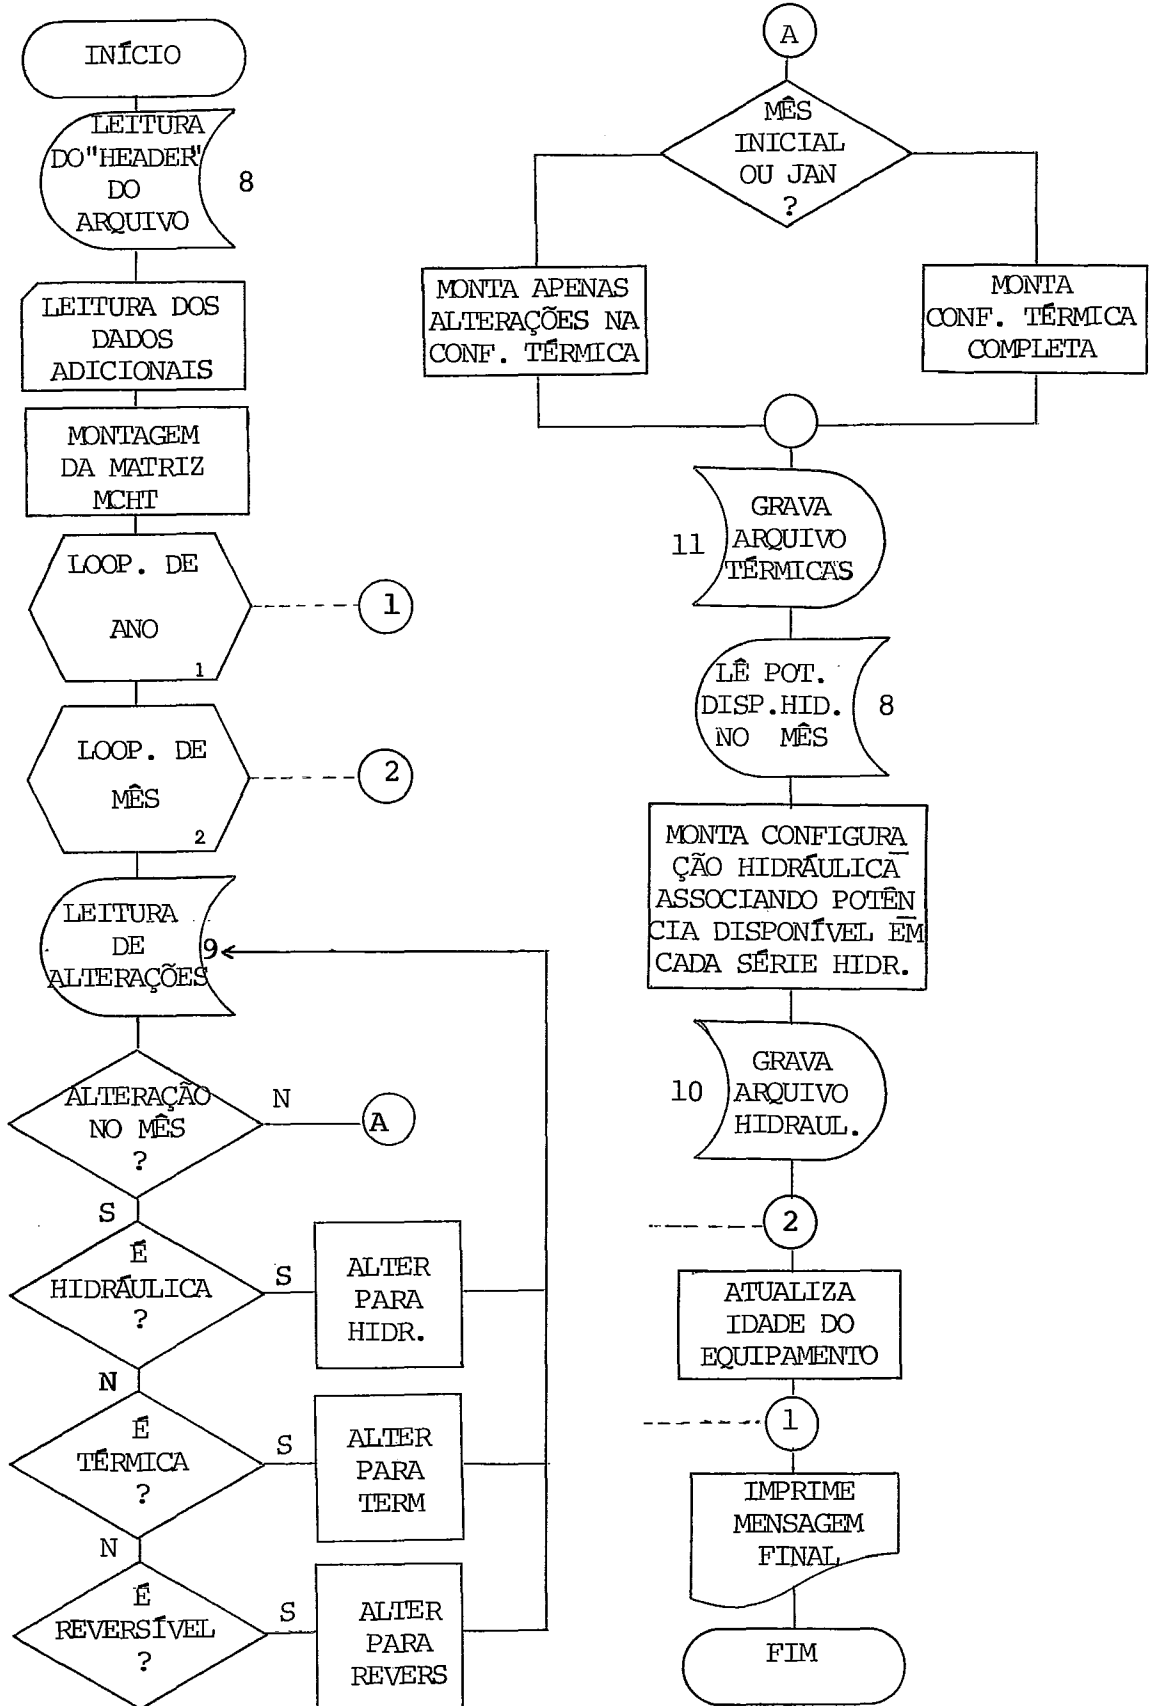 INÍCIO
LEITURA
DO"HEADER"
DO
ARQUIVO
8
LEITURA DOS
DADOS
ADICIONAIS
MONTAGEM
DA MATRIZ
MCHT
LOOP. DE
ANO
1
1
LOOP. DE
MÊS
2
2
LEITURA
DE
ALTERAÇÕES
9
ALTERAÇÃO
NO MÊS
?
N
A
S
É
HIDRÁULICA
?
S
ALTER
PARA
HIDR.
N
É
TÉRMICA
?
S
ALTER
PARA
TERM
N
É
REVERSÍVEL
?
S
ALTER
PARA
REVERS
A
MÊS
INICIAL
OU JAN
?
MONTA APENAS
ALTERAÇÕES NA
CONF. TÉRMICA
MONTA
CONF. TÉRMICA
COMPLETA
11
GRAVA
ARQUIVO
TÉRMICAS
LÊ POT.
DISP.HID.
NO MÊS
8
MONTA CONFIGURA
ÇÃO HIDRÁULICA
ASSOCIANDO POTÊN
CIA DISPONÍVEL EM
CADA SÉRIE HIDR.
10
GRAVA
ARQUIVO
HIDRAUL.
2
ATUALIZA
IDADE DO
EQUIPAMENTO
1
IMPRIME
MENSAGEM
FINAL
FIM